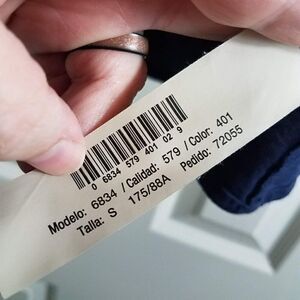 0 6834 579 401 02 9
Modelo: 6834 / Calidad: 579 / Color: 401
Talla: S 175/88A Pedido: 72055